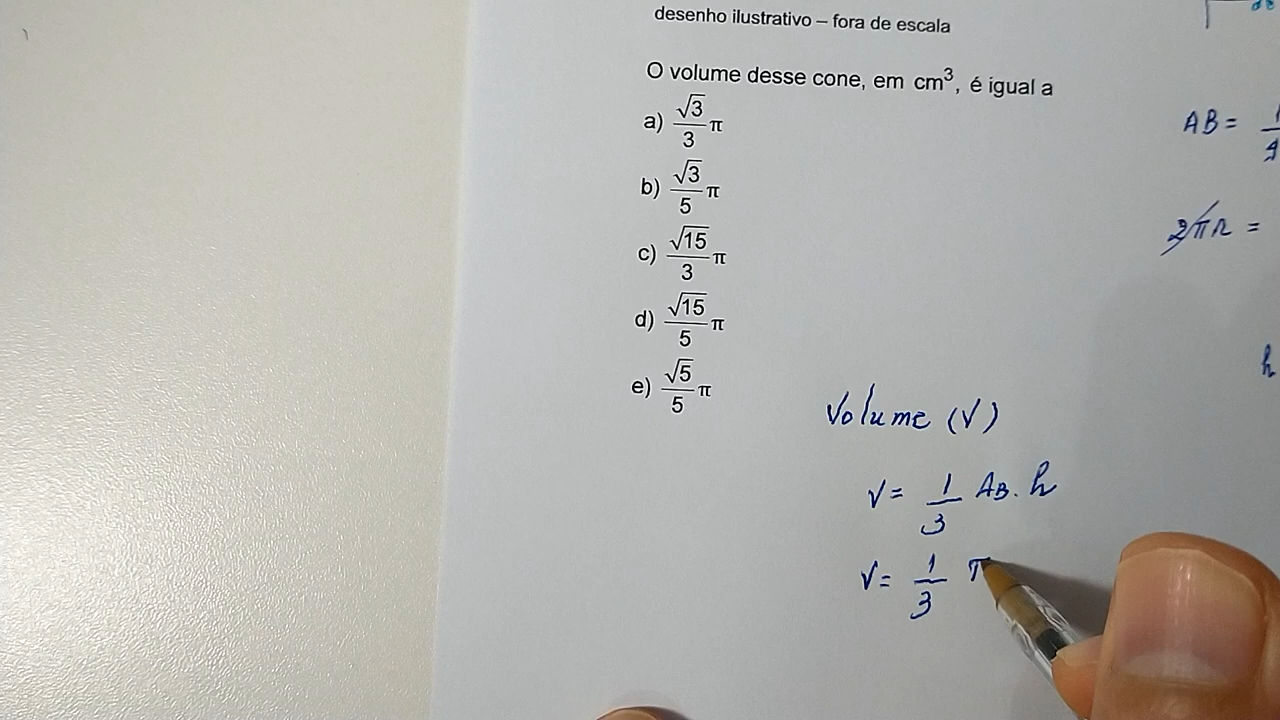 desenho ilustrativo – fora de escala
O volume desse cone, em cm³, é igual a
a) √3/3 π
b) √3/5 π
c) √15/3 π
d) √15/5 π
e) √5/5 π
AB =
2πr =
h
Volume (V)
V = 1/3 AB. h
V = 1/3 π